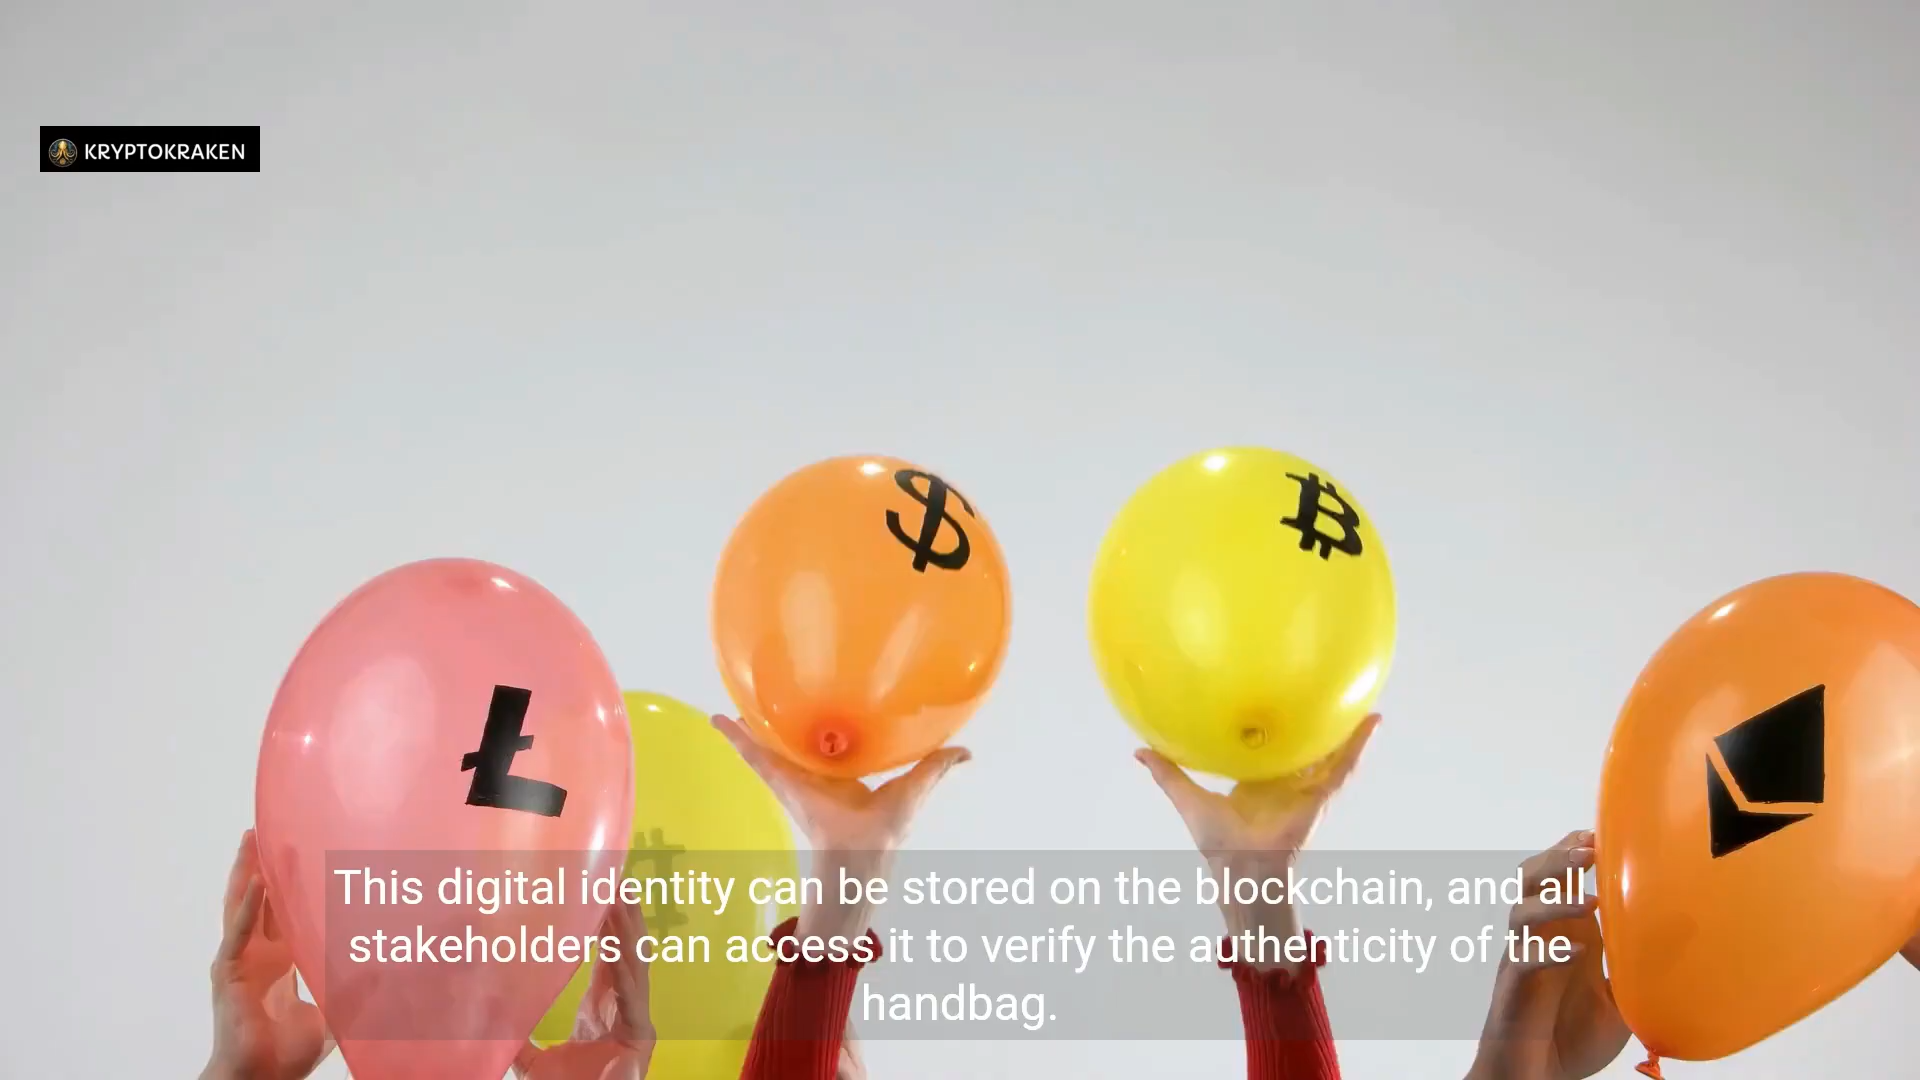 KRYPTOKRAKEN
$
₿
Ł
This digital identity can be stored on the blockchain, and all
stakeholders can access it to verify the authenticity of the
handbag.